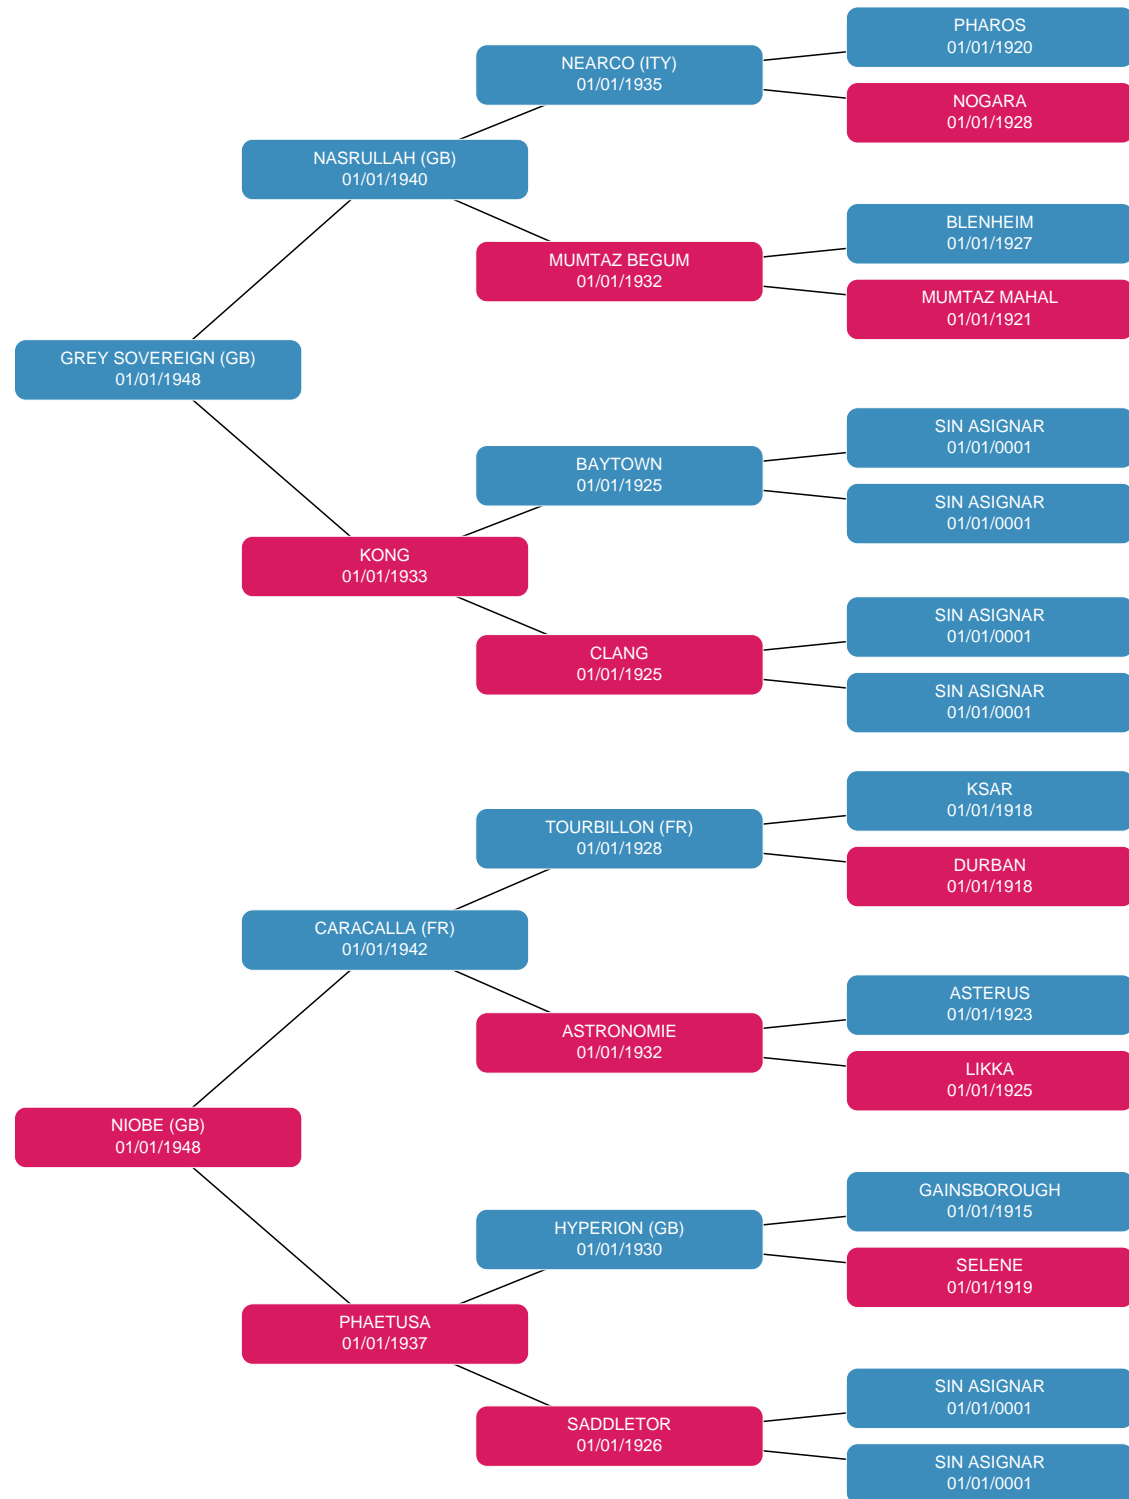 PHAROS
01/01/1920
NEARCO (ITY)
01/01/1935
NOGARA
01/01/1928
NASRULLAH (GB)
01/01/1940
BLENHEIM
01/01/1927
MUMTAZ BEGUM
01/01/1932
MUMTAZ MAHAL
01/01/1921
GREY SOVEREIGN (GB)
01/01/1948
SIN ASIGNAR
01/01/0001
BAYTOWN
01/01/1925
SIN ASIGNAR
01/01/0001
KONG
01/01/1933
SIN ASIGNAR
01/01/0001
CLANG
01/01/1925
SIN ASIGNAR
01/01/0001
KSAR
01/01/1918
TOURBILLON (FR)
01/01/1928
DURBAN
01/01/1918
CARACALLA (FR)
01/01/1942
ASTERUS
01/01/1923
ASTRONOMIE
01/01/1932
LIKKA
01/01/1925
NIOBE (GB)
01/01/1948
GAINSBOROUGH
01/01/1915
HYPERION (GB)
01/01/1930
SELENE
01/01/1919
PHAETUSA
01/01/1937
SIN ASIGNAR
01/01/0001
SADDLETOR
01/01/1926
SIN ASIGNAR
01/01/0001